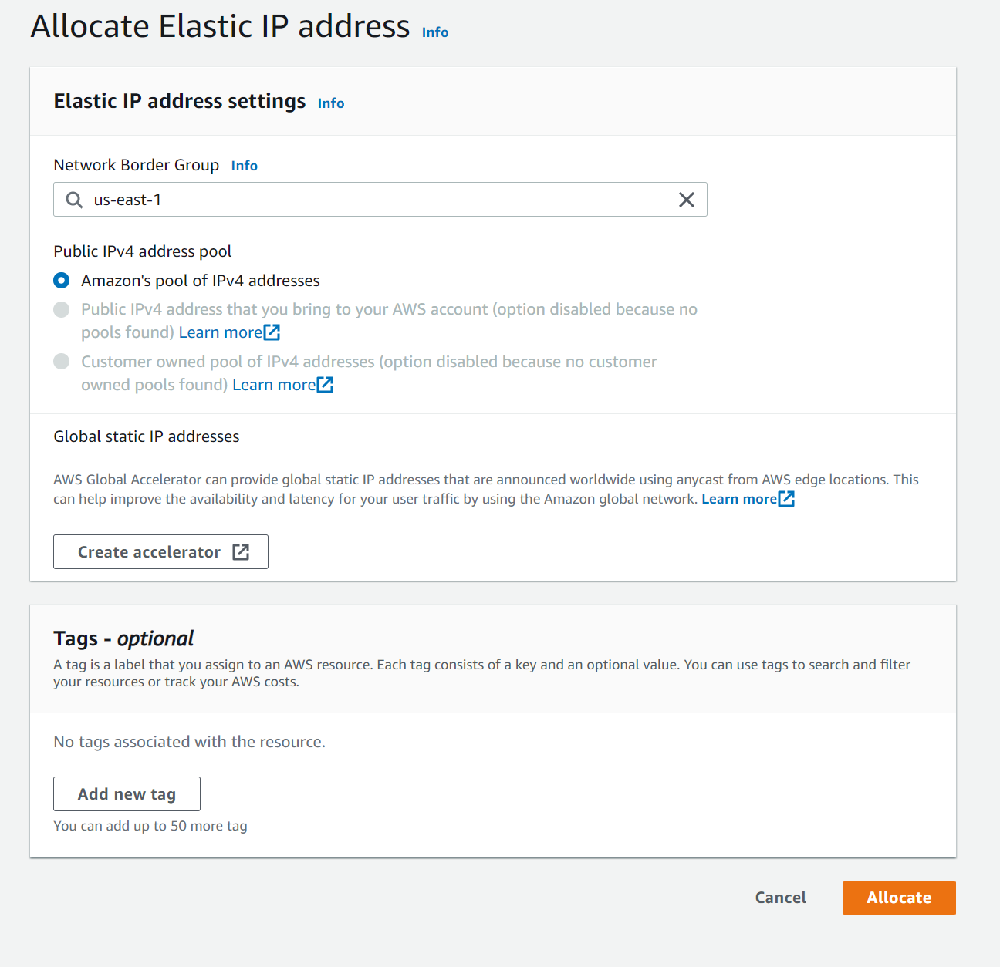 Allocate Elastic IP address Info
Elastic IP address settings Info
Network Border Group Info
us-east-1
Public IPv4 address pool
Amazon's pool of IPv4 addresses
Public IPv4 address that you bring to your AWS account (option disabled because no
pools found) Learn more
Customer owned pool of IPv4 addresses (option disabled because no customer
owned pools found) Learn more
Global static IP addresses
AWS Global Accelerator can provide global static IP addresses that are announced worldwide using anycast from AWS edge locations. This
can help improve the availability and latency for your user traffic by using the Amazon global network. Learn more
Create accelerator
Tags - optional
A tag is a label that you assign to an AWS resource. Each tag consists of a key and an optional value. You can use tags to search and filter
your resources or track your AWS costs.
No tags associated with the resource.
Add new tag
You can add up to 50 more tag
Cancel Allocate